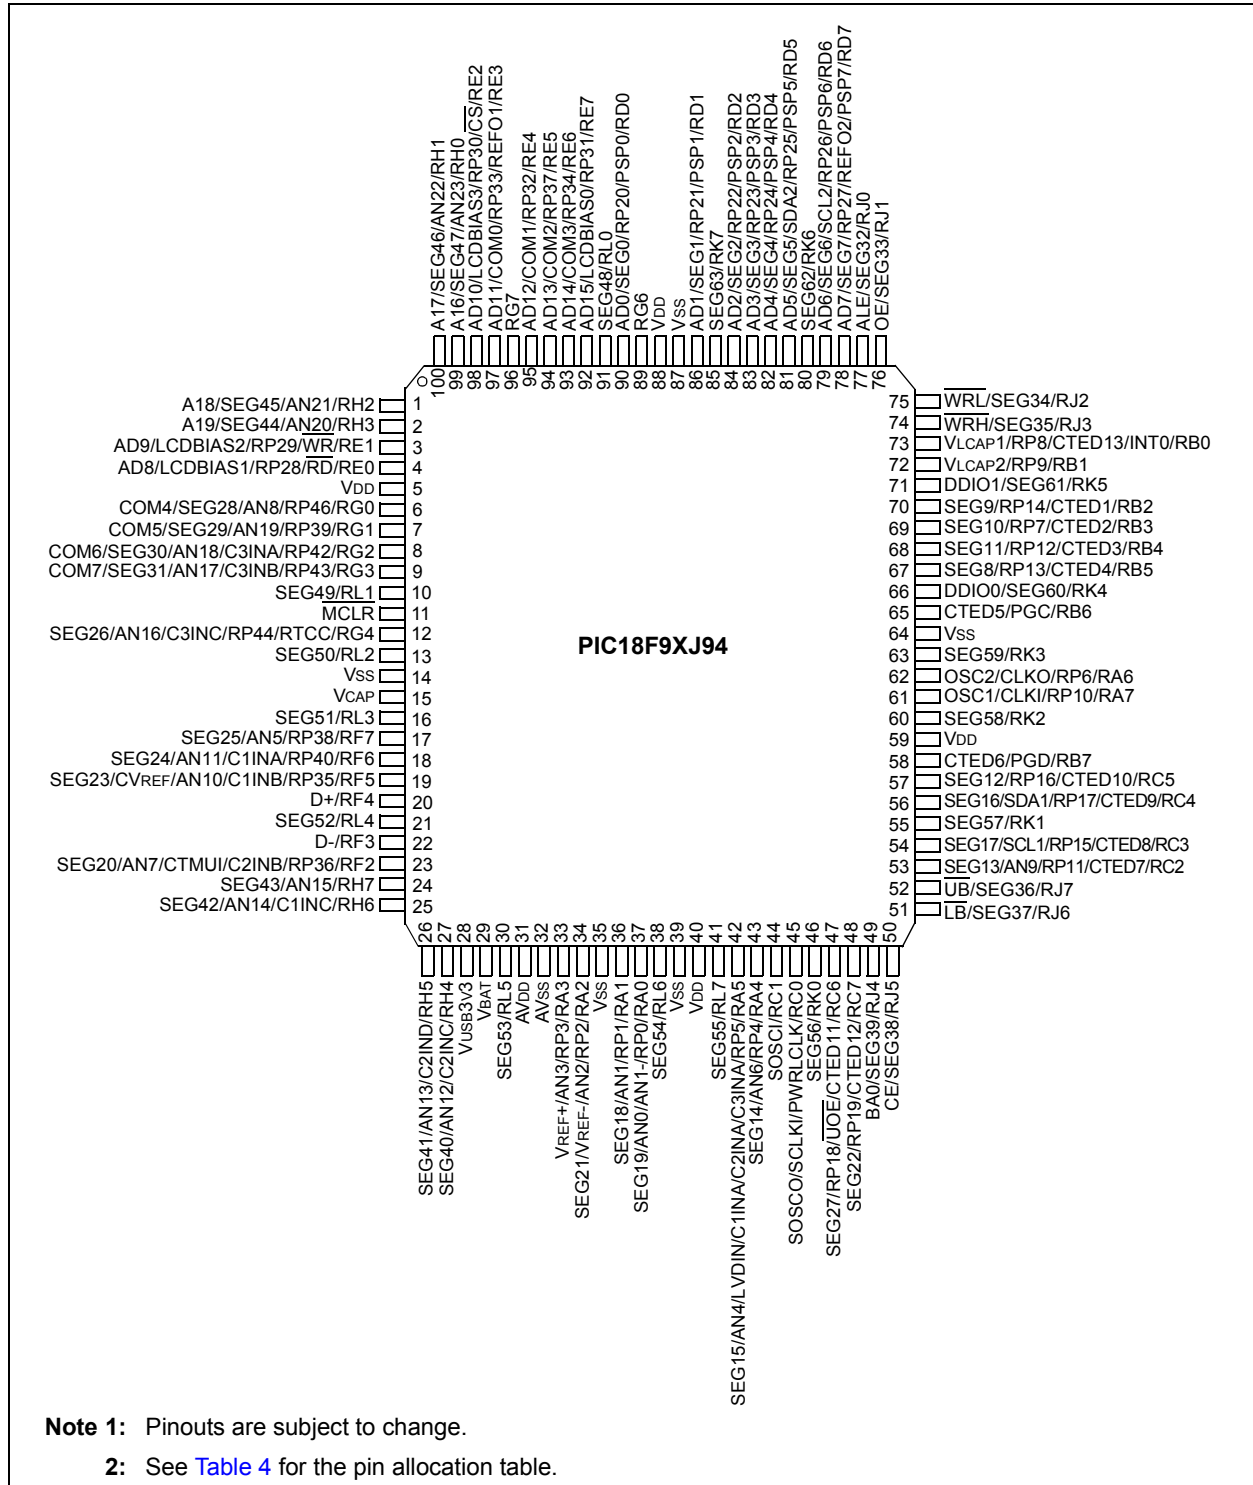 A17/SEG46/AN22/RH1
A16/SEG47/AN23/RH0
AD10/LCDBIAS3/RP30/CS/RE2
AD11/COM0/RP33/REFO1/RE3
RG7
AD12/COM1/RP32/RE4
AD13/COM2/RP37/RE5
AD14/COM3/RP34/RE6
AD15/LCDBIAS0/RP31/RE7
SEG48/RL0
AD0/SEG0/RP20/PSP0/RD0
RG6
VDD
VSS
AD1/SEG1/RP21/PSP1/RD1
SEG63/RK7
AD2/SEG2/RP22/PSP2/RD2
AD3/SEG3/RP23/PSP3/RD3
AD4/SEG4/RP24/PSP4/RD4
AD5/SEG5/SDA2/RP25/PSP5/RD5
SEG62/RK6
AD6/SEG6/SCL2/RP26/PSP6/RD6
AD7/SEG7/RP27/REFO2/PSP7/RD7
ALE/SEG32/RJ0
OE/SEG33/RJ1
100 99 98 97 96 95 94 93 92 91 90 89 88 87 86 85 84 83 82 81 80 79 78 77 76
A18/SEG45/AN21/RH2 1
A19/SEG44/AN20/RH3 2
AD9/LCDBIAS2/RP29/WR/RE1 3
AD8/LCDBIAS1/RP28/RD/RE0 4
VDD 5
COM4/SEG28/AN8/RP46/RG0 6
COM5/SEG29/AN19/RP39/RG1 7
COM6/SEG30/AN18/C3INA/RP42/RG2 8
COM7/SEG31/AN17/C3INB/RP43/RG3 9
SEG49/RL1 10
MCLR 11
SEG26/AN16/C3INC/RP44/RTCC/RG4 12
SEG50/RL2 13
VSS 14
VCAP 15
SEG51/RL3 16
SEG25/AN5/RP38/RF7 17
SEG24/AN11/C1INA/RP40/RF6 18
SEG23/CVREF/AN10/C1INB/RP35/RF5 19
D+/RF4 20
SEG52/RL4 21
D-/RF3 22
SEG20/AN7/CTMUI/C2INB/RP36/RF2 23
SEG43/AN15/RH7 24
SEG42/AN14/C1INC/RH6 25
PIC18F9XJ94
75 WRL/SEG34/RJ2
74 WRH/SEG35/RJ3
73 VLCAP1/RP8/CTED13/INT0/RB0
72 VLCAP2/RP9/RB1
71 DDIO1/SEG61/RK5
70 SEG9/RP14/CTED1/RB2
69 SEG10/RP7/CTED2/RB3
68 SEG11/RP12/CTED3/RB4
67 SEG8/RP13/CTED4/RB5
66 DDIO0/SEG60/RK4
65 CTED5/PGC/RB6
64 VSS
63 SEG59/RK3
62 OSC2/CLKO/RP6/RA6
61 OSC1/CLKI/RP10/RA7
60 SEG58/RK2
59 VDD
58 CTED6/PGD/RB7
57 SEG12/RP16/CTED10/RC5
56 SEG16/SDA1/RP17/CTED9/RC4
55 SEG57/RK1
54 SEG17/SCL1/RP15/CTED8/RC3
53 SEG13/AN9/RP11/CTED7/RC2
52 UB/SEG36/RJ7
51 LB/SEG37/RJ6
26 27 28 29 30 31 32 33 34 35 36 37 38 39 40 41 42 43 44 45 46 47 48 49 50
SEG41/AN13/C2IND/RH5
SEG40/AN12/C2INC/RH4
VUSB3V3
VBAT
SEG53/RL5
AVDD
AVSS
VREF+/AN3/RP3/RA3
SEG21/VREF-/AN2/RP2/RA2
VSS
SEG18/AN1/RP1/RA1
SEG19/AN0/AN1-/RP0/RA0
SEG54/RL6
VSS
VDD
SEG55/RL7
SEG15/AN4/LVDIN/C1INA/C2INA/C3INA/RP5/RA5
SEG14/AN6/RP4/RA4
SOSCI/RC1
SOSCO/SCLKI/PWRLCLK/RC0
SEG56/RK0
SEG27/RP18/UOE/CTED11/RC6
SEG22/RP19/CTED12/RC7
BA0/SEG39/RJ4
CE/SEG38/RJ5
Note 1: Pinouts are subject to change.
2: See Table 4 for the pin allocation table.